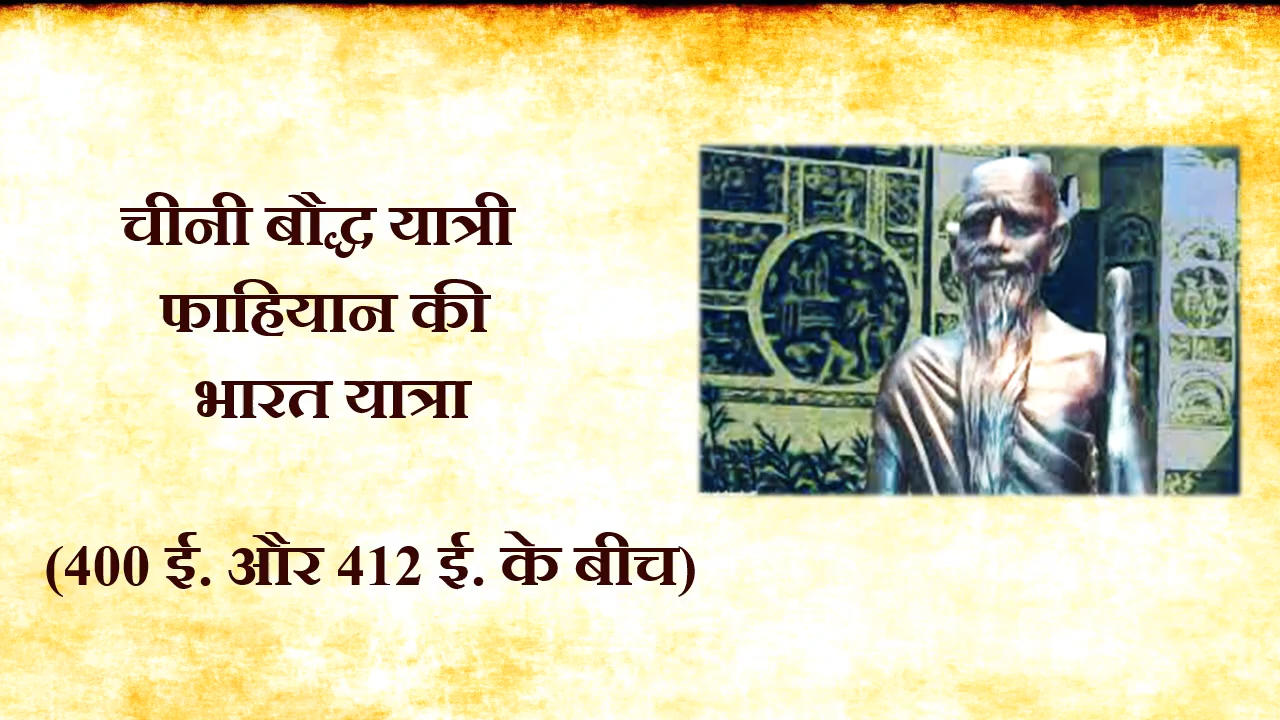 चीनी बौद्ध यात्री
फाहियान की
भारत यात्रा
(400 ई. और 412 ई. के बीच)